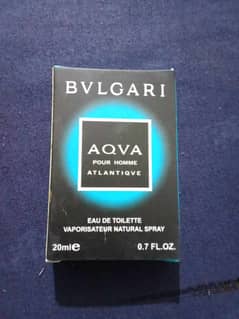 BVLGARI
AQVA
POUR HOMME
ATLANTIQVE
EAU DE TOILETTE
VAPORISATEUR NATURAL SPRAY
20ml℮ 0.7 FL.OZ.